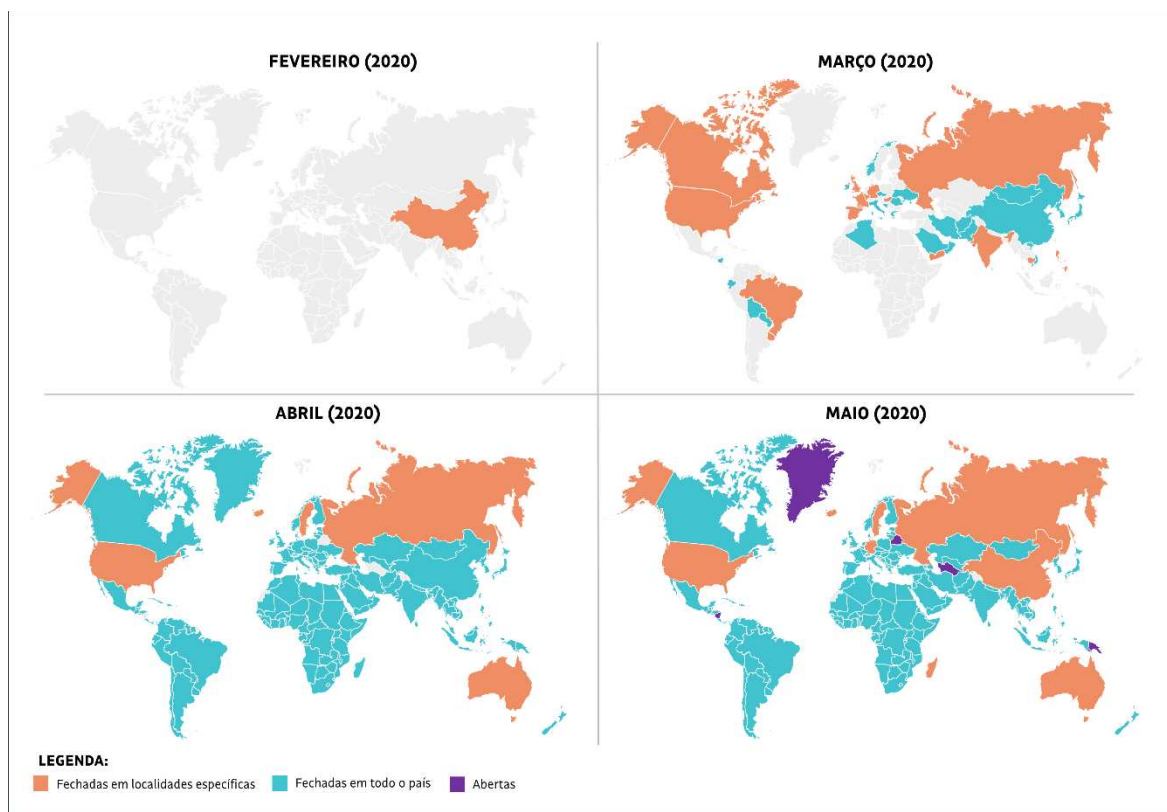 FEVEREIRO (2020)
MARÇO (2020)
ABRIL (2020)
MAIO (2020)
LEGENDA:
Fechadas em localidades específicas
Fechadas em todo o país
Abertas